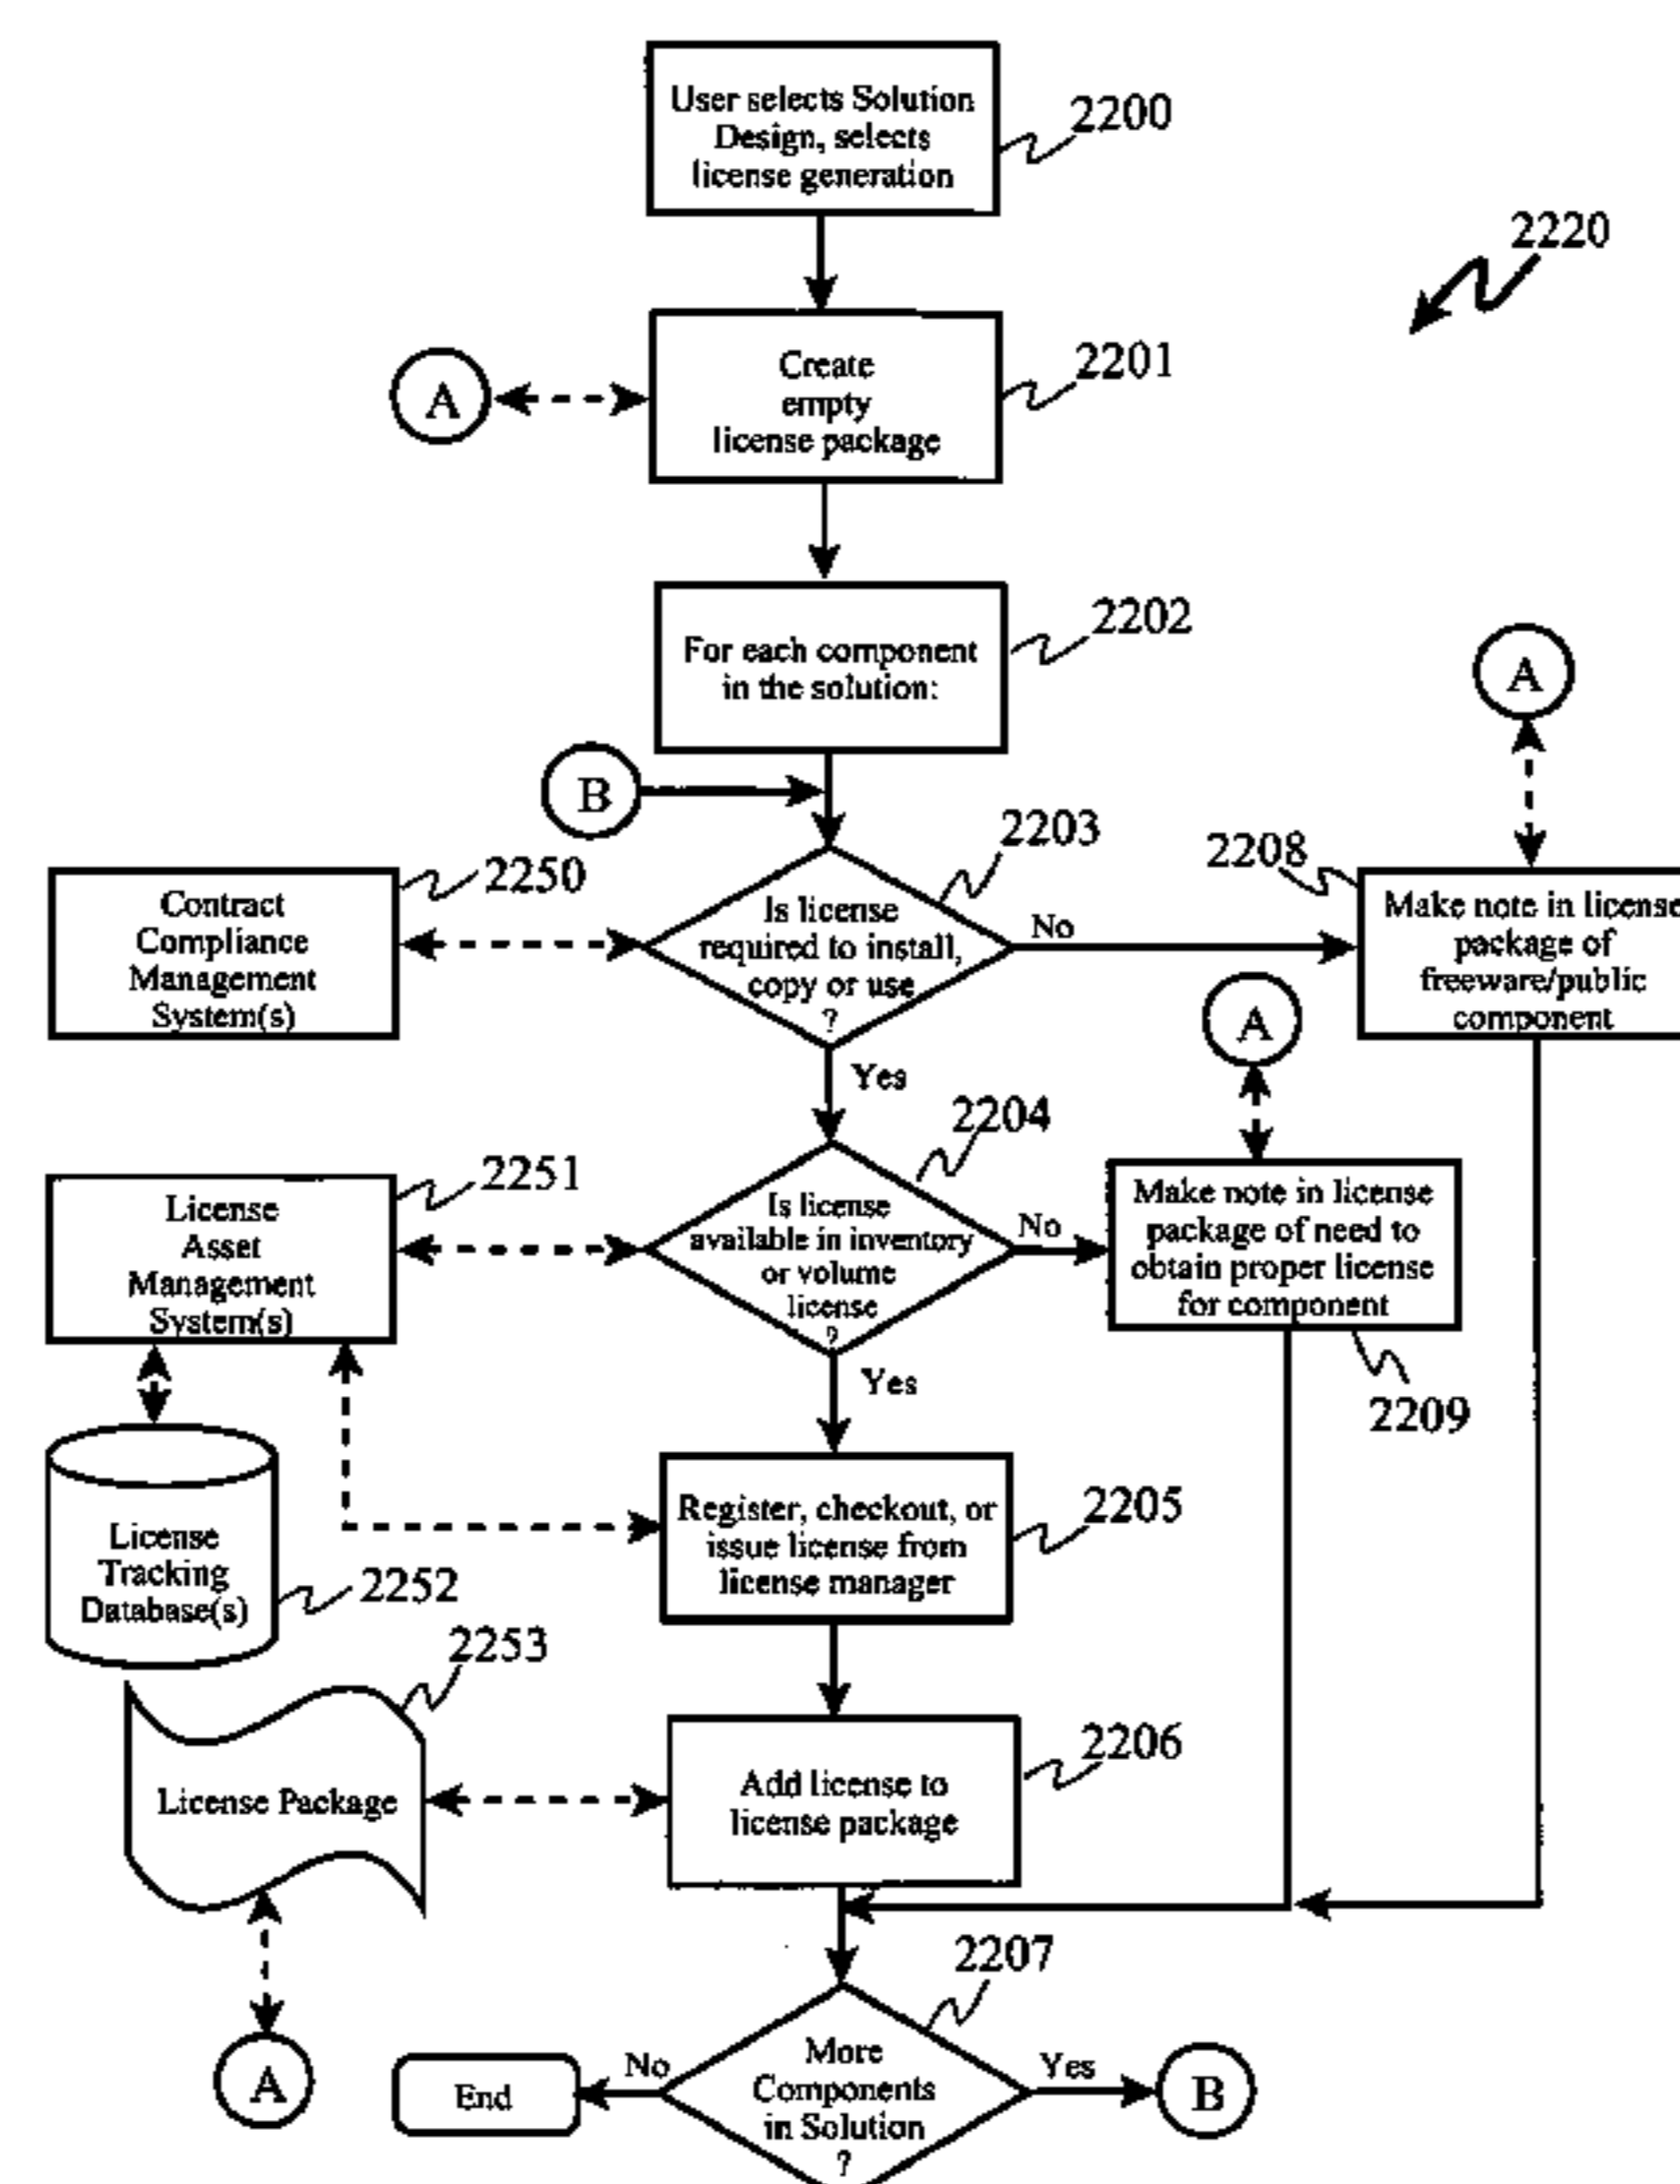 User selects Solution
Design, selects
license generation
2200
2220
Create
empty
license package
2201
A
For each component
in the solution:
2202
A
B
2203
2208
2250
Contract
Compliance
Management
System(s)
Is license
required to install,
copy or use
?
No
Make note in license
package of
freeware/public
component
A
Yes
2204
2251
License
Asset
Management
System(s)
Is license
available in inventory
or volume
license
?
No
Make note in license
package of need to
obtain proper license
for component
2209
Yes
License
Tracking
Database(s)
2252
Register, checkout, or
issue license from
license manager
2205
2253
License Package
Add license to
license package
2206
2207
A
End
No
More
Components
in Solution
?
Yes
B